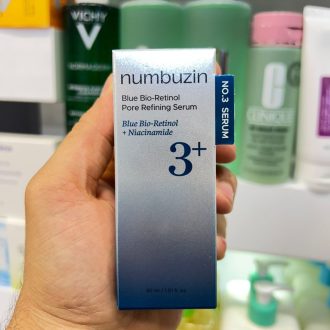 VICHY
numbuzin
Blue Bio-Retinol
Pore Refining Serum
Blue Bio-Retinol
+ Niacinamide
3+
NO.3 SERUM
CLINIQUE